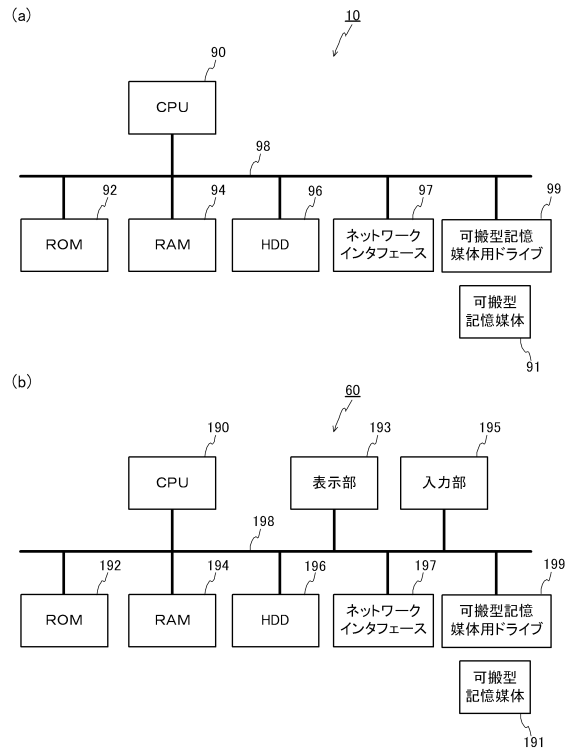 (a)
10
90
CPU
98
92
94
96
97
99
ROM
RAM
HDD
ネットワーク
インタフェース
可搬型記憶
媒体用ドライブ
可搬型
記憶媒体
91
(b)
60
190
193
195
CPU
表示部
入力部
198
192
194
196
197
199
ROM
RAM
HDD
ネットワーク
インタフェース
可搬型記憶
媒体用ドライブ
可搬型
記憶媒体
191